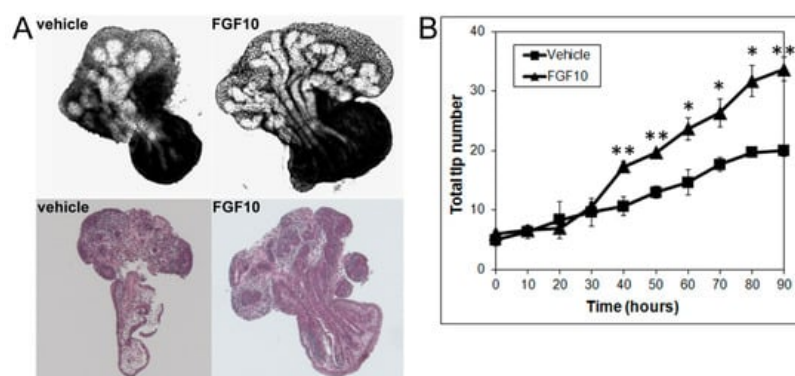 A
vehicle
FGF10
vehicle
FGF10
B
Vehicle
FGF10
Total tip number
40
30
20
10
0
** ** * * * **
0 10 20 30 40 50 60 70 80 90
Time (hours)